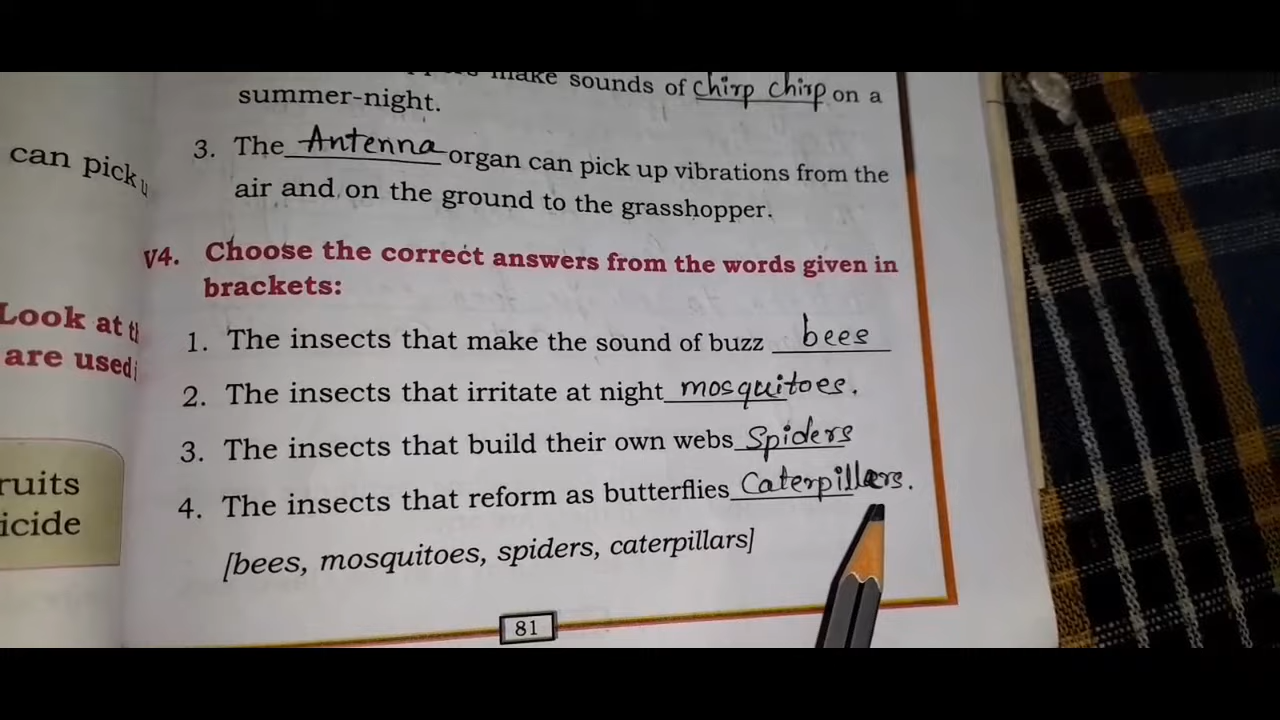 make sounds of chirp chirp on a
summer-night.
3. The Antenna organ can pick up vibrations from the
air and on the ground to the grasshopper.
can pick u
V4. Choose the correct answers from the words given in
brackets:
Look at th
are used i
1. The insects that make the sound of buzz bees
2. The insects that irritate at night mosquitoes.
3. The insects that build their own webs Spiders
4. The insects that reform as butterflies Caterpillers.
[bees, mosquitoes, spiders, caterpillars]
ruits
icide
81